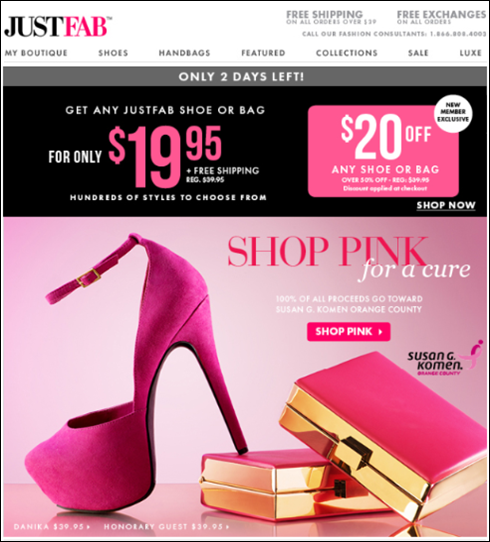 JUSTFAB™
FREE SHIPPING
ON ALL ORDERS OVER $39
FREE EXCHANGES
ON ALL ORDERS
CALL OUR FASHION CONSULTANTS: 1.866.800.4003
MY BOUTIQUE SHOES HANDBAGS FEATURED COLLECTIONS SALE LUXE
ONLY 2 DAYS LEFT!
GET ANY JUSTFAB SHOE OR BAG
FOR ONLY $19.95
+ FREE SHIPPING
REG. $39.95
HUNDREDS OF STYLES TO CHOOSE FROM
NEW
MEMBER
EXCLUSIVE
$20 OFF
ANY SHOE OR BAG
OVER 50% OFF - REG: $39.95
Discount applied at checkout
SHOP NOW
SHOP PINK
for a cure
100% OF ALL PROCEEDS GO TOWARD
SUSAN G. KOMEN ORANGE COUNTY
SHOP PINK
SUSAN G.
KOMEN.
ORANGE COUNTY
DANIKA $39.95 HONORARY GUEST $39.95